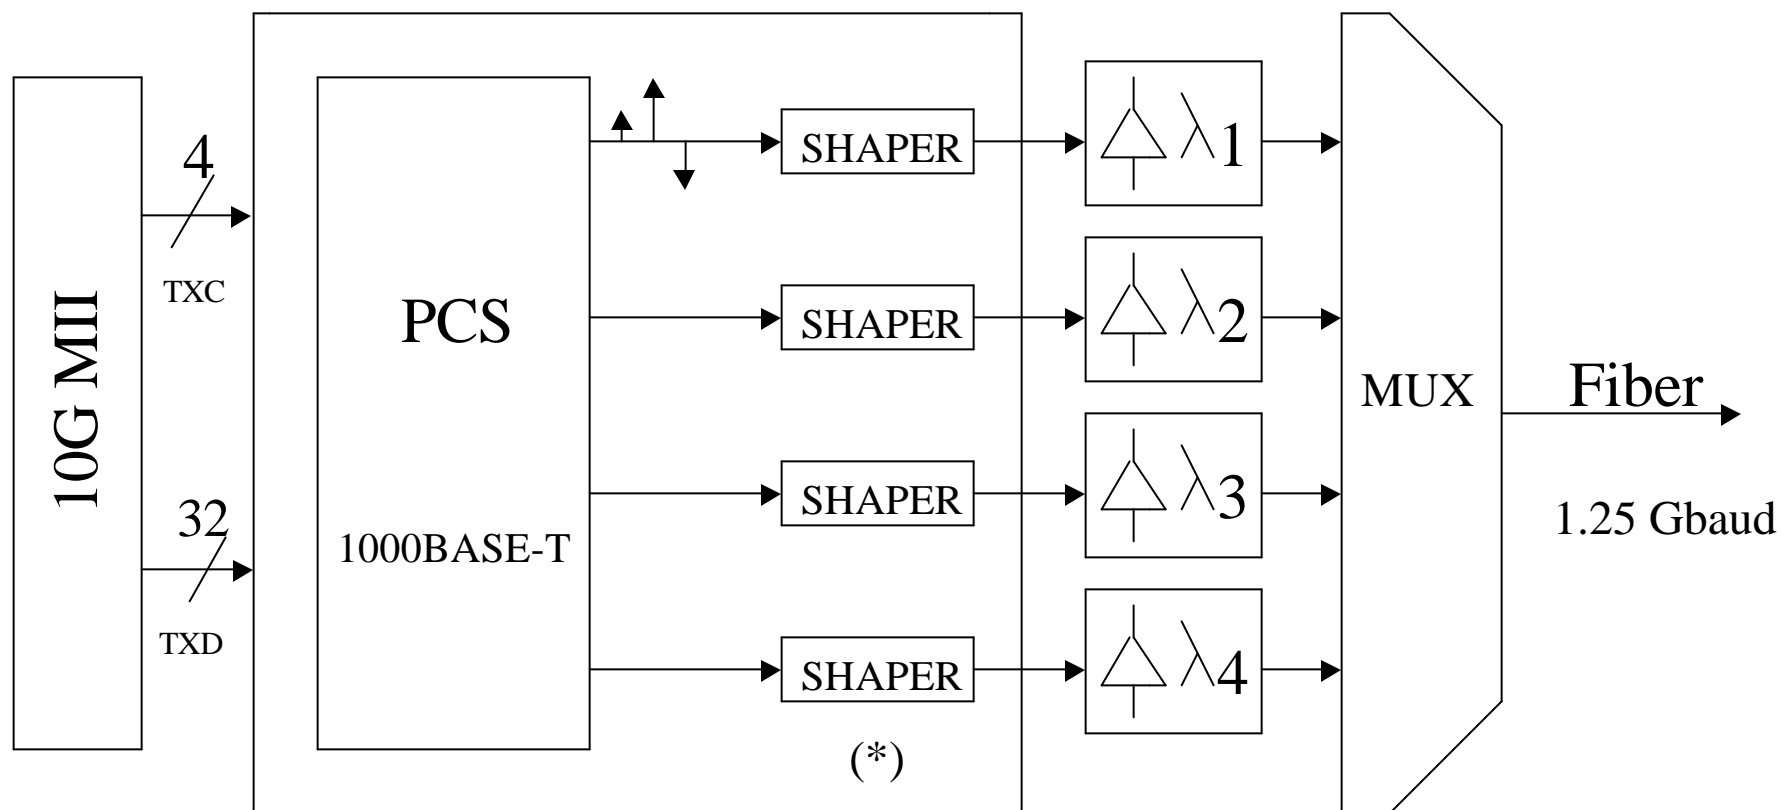 10G MII
4
TXC
32
TXD
PCS
1000BASE-T
SHAPER
SHAPER
SHAPER
SHAPER
(*)
λ1
λ2
λ3
λ4
MUX
Fiber
1.25 Gbaud